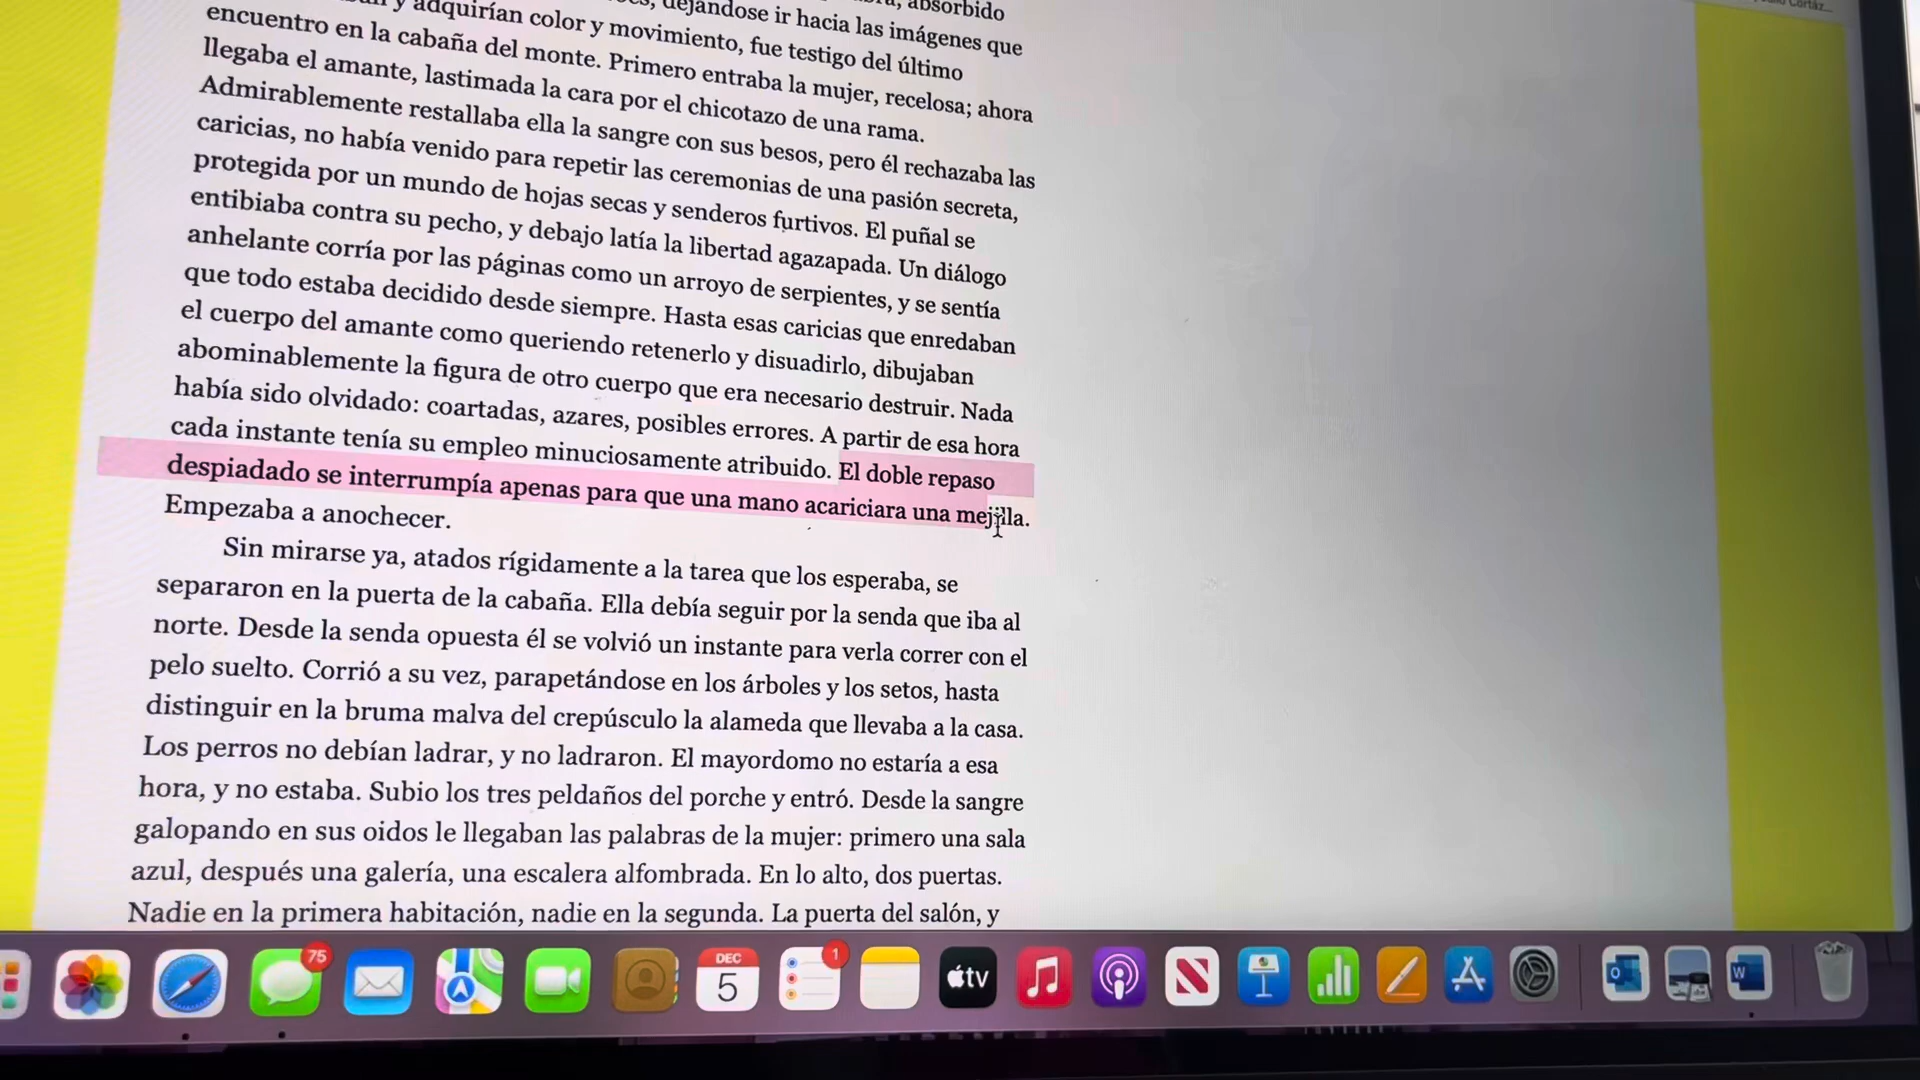 absorbido
dejándose ir hacia las imágenes que
y adquirían color y movimiento, fue testigo del último
encuentro en la cabaña del monte. Primero entraba la mujer, recelosa; ahora
llegaba el amante, lastimada la cara por el chicotazo de una rama.
Admirablemente restallaba ella la sangre con sus besos, pero él rechazaba las
caricias, no había venido para repetir las ceremonias de una pasión secreta,
protegida por un mundo de hojas secas y senderos furtivos. El puñal se
entibiaba contra su pecho, y debajo latía la libertad agazapada. Un diálogo
anhelante corría por las páginas como un arroyo de serpientes, y se sentía
que todo estaba decidido desde siempre. Hasta esas caricias que enredaban
el cuerpo del amante como queriendo retenerlo y disuadirlo, dibujaban
abominablemente la figura de otro cuerpo que era necesario destruir. Nada
había sido olvidado: coartadas, azares, posibles errores. A partir de esa hora
cada instante tenía su empleo minuciosamente atribuido. El doble repaso
despiadado se interrumpía apenas para que una mano acariciara una mejilla.
Empezaba a anochecer.
Sin mirarse ya, atados rígidamente a la tarea que los esperaba, se
separaron en la puerta de la cabaña. Ella debía seguir por la senda que iba al
norte. Desde la senda opuesta él se volvió un instante para verla correr con el
pelo suelto. Corrió a su vez, parapetándose en los árboles y los setos, hasta
distinguir en la bruma malva del crepúsculo la alameda que llevaba a la casa.
Los perros no debían ladrar, y no ladraron. El mayordomo no estaría a esa
hora, y no estaba. Subio los tres peldaños del porche y entró. Desde la sangre
galopando en sus oidos le llegaban las palabras de la mujer: primero una sala
azul, después una galería, una escalera alfombrada. En lo alto, dos puertas.
Nadie en la primera habitación, nadie en la segunda. La puerta del salón, y
75
DEC
5
1
tv
O
W